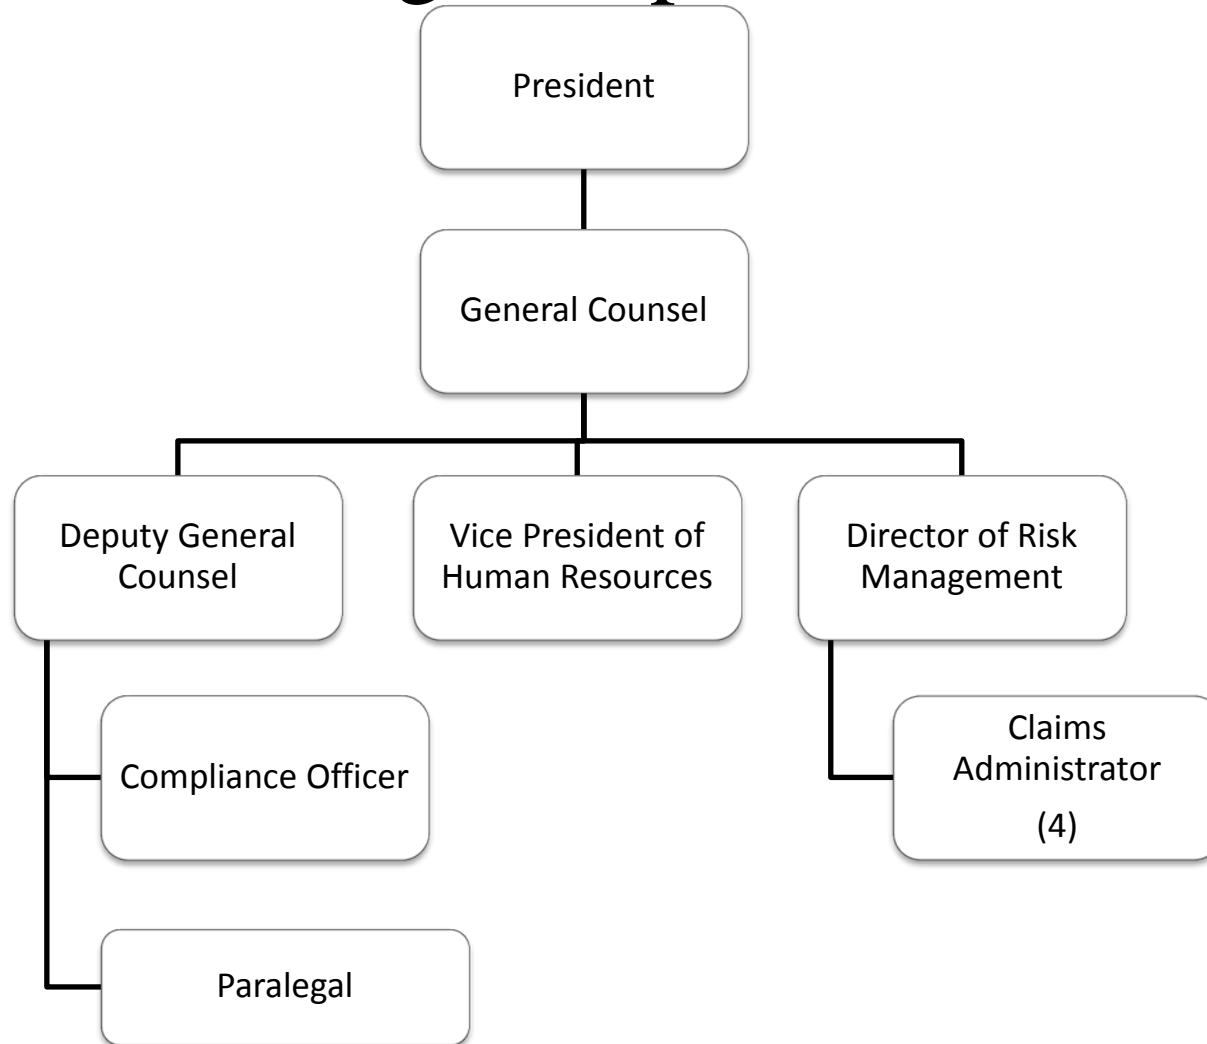 President
General Counsel
Deputy General
Counsel
Vice President of
Human Resources
Director of Risk
Management
Compliance Officer
Claims
Administrator
(4)
Paralegal